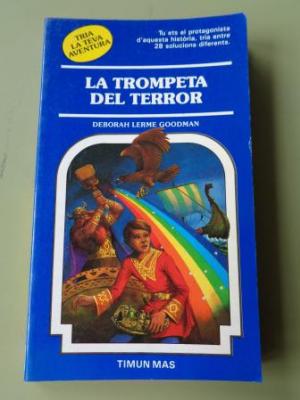 TRIA
LA TEVA
AVENTURA
Tu ets el protagonista
d'aquesta història, tria entre
28 solucions diferents.
LA TROMPETA
DEL TERROR
DEBORAH LERME GOODMAN
TIMUN MAS